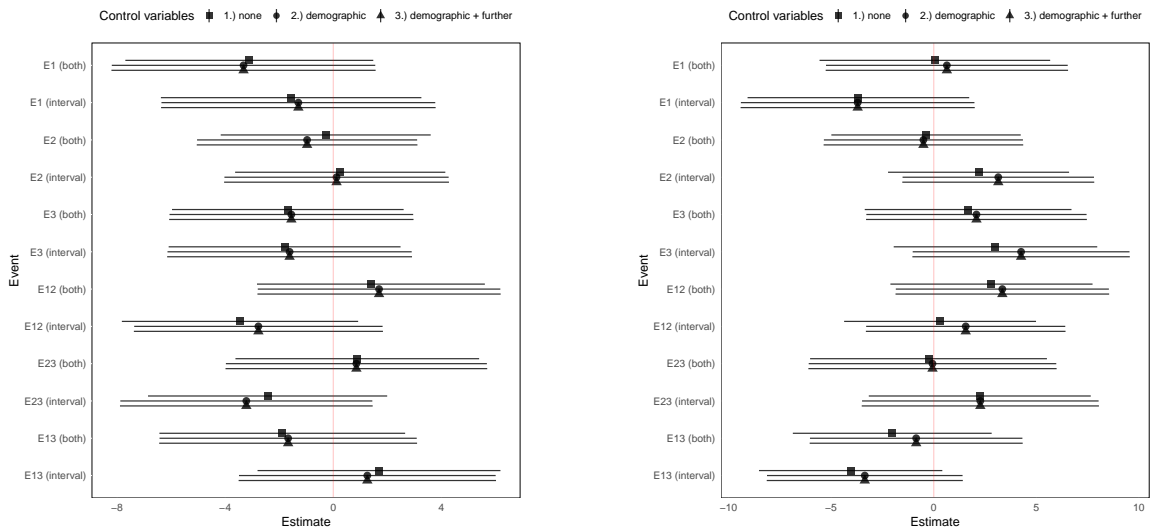 Control variables 1.) none 2.) demographic 3.) demographic + further
E1 (both)
E1 (interval)
E2 (both)
E2 (interval)
E3 (both)
E3 (interval)
E12 (both)
E12 (interval)
E23 (both)
E23 (interval)
E13 (both)
E13 (interval)
Event
−8 −4 0 4
Estimate
Control variables 1.) none 2.) demographic 3.) demographic + further
E1 (both)
E1 (interval)
E2 (both)
E2 (interval)
E3 (both)
E3 (interval)
E12 (both)
E12 (interval)
E23 (both)
E23 (interval)
E13 (both)
E13 (interval)
Event
−10 −5 0 5 10
Estimate